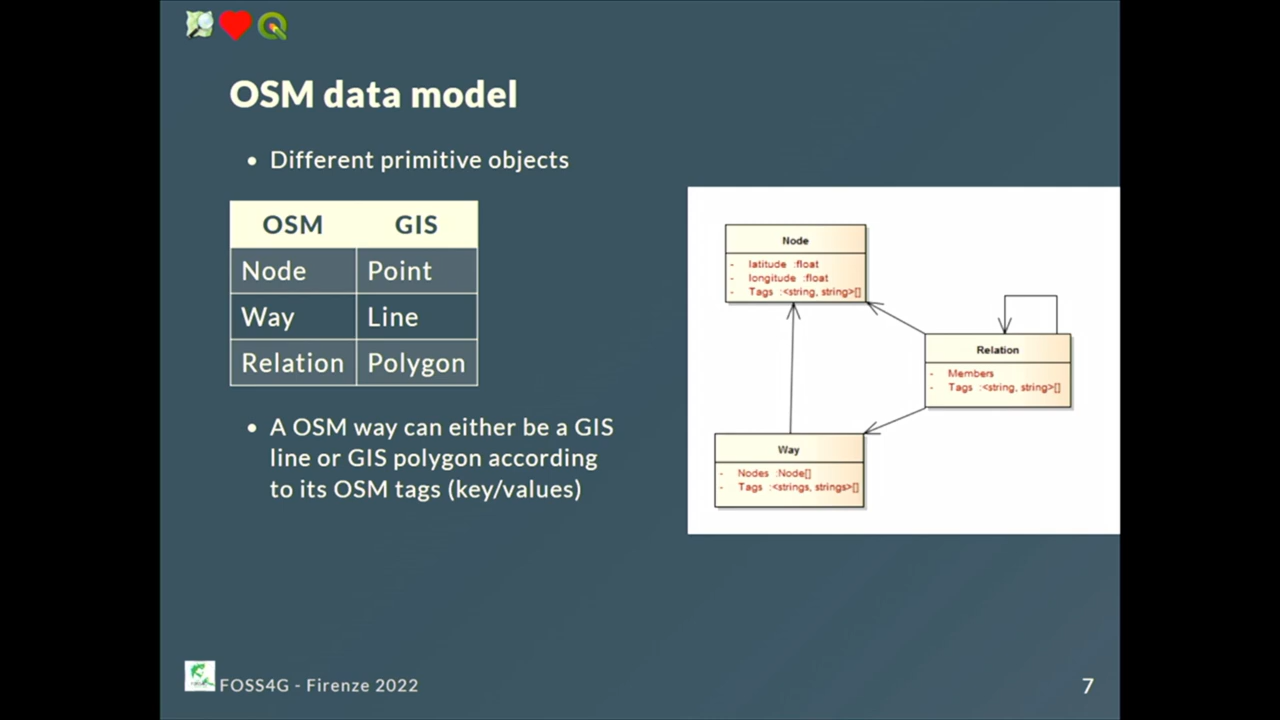 OSM data model
• Different primitive objects
OSM GIS
Node Point
Way Line
Relation Polygon
• A OSM way can either be a GIS
line or GIS polygon according
to its OSM tags (key/values)
Node
- latitude :float
- longitude :float
- Tags :<string, string>[]
Relation
- Members
- Tags :<string, string>[]
Way
- Nodes :Node[]
- Tags :<strings, strings>[]
FOSS4G - Firenze 2022
7